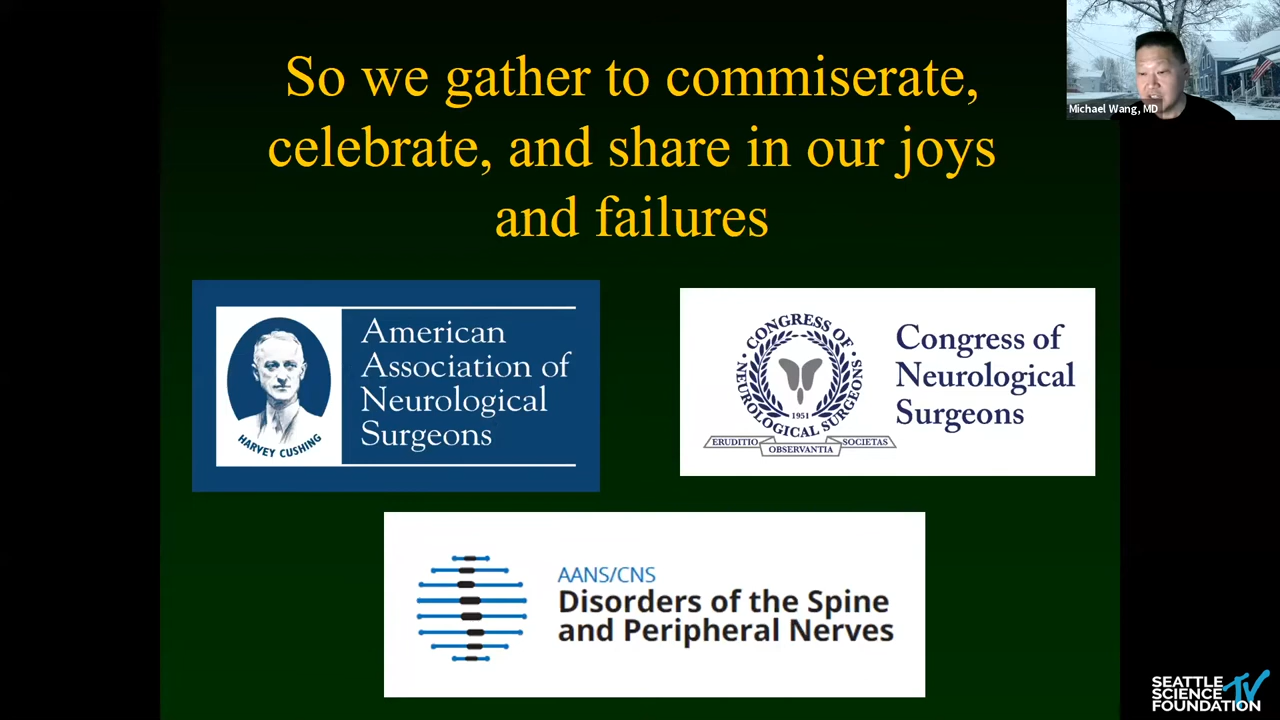 So we gather to commiserate,
celebrate, and share in our joys
and failures
Michael Wang, MD
American
Association of
Neurological
Surgeons
HARVEY CUSHING
• CONGRESS OF •
NEUROLOGICAL SURGEONS
1951
ERUDITIO
OBSERVANTIA
SOCIETAS
Congress of
Neurological
Surgeons
AANS/CNS
Disorders of the Spine
and Peripheral Nerves
SEATTLE
SCIENCE TV
FOUNDATION